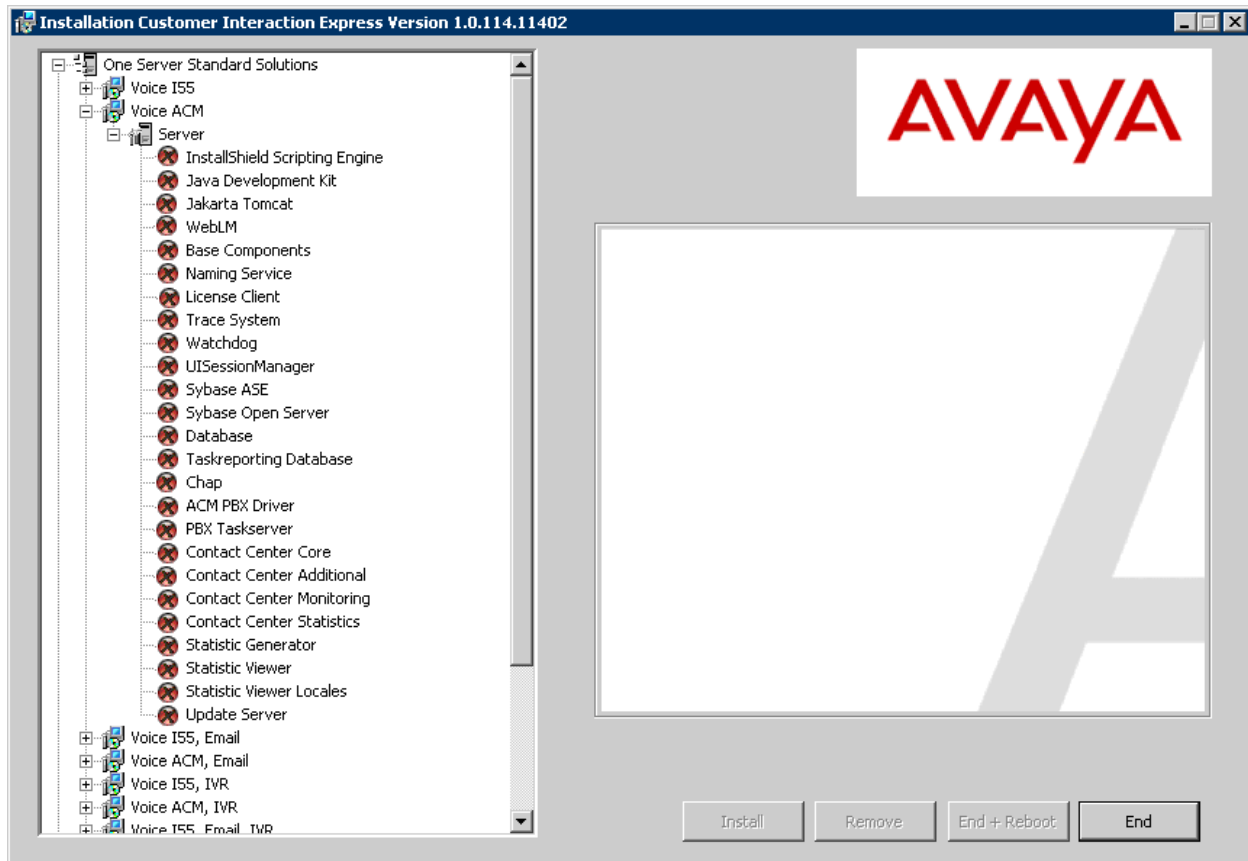 Installation Customer Interaction Express Version 1.0.114.11402
One Server Standard Solutions
Voice I55
Voice ACM
Server
InstallShield Scripting Engine
Java Development Kit
Jakarta Tomcat
WebLM
Base Components
Naming Service
License Client
Trace System
Watchdog
UISessionManager
Sybase ASE
Sybase Open Server
Database
Taskreporting Database
Chap
ACM PBX Driver
PBX Taskserver
Contact Center Core
Contact Center Additional
Contact Center Monitoring
Contact Center Statistics
Statistic Generator
Statistic Viewer
Statistic Viewer Locales
Update Server
Voice I55, Email
Voice ACM, Email
Voice I55, IVR
Voice ACM, IVR
Voice I55, Email, IVR
AVAYA
Install
Remove
End + Reboot
End